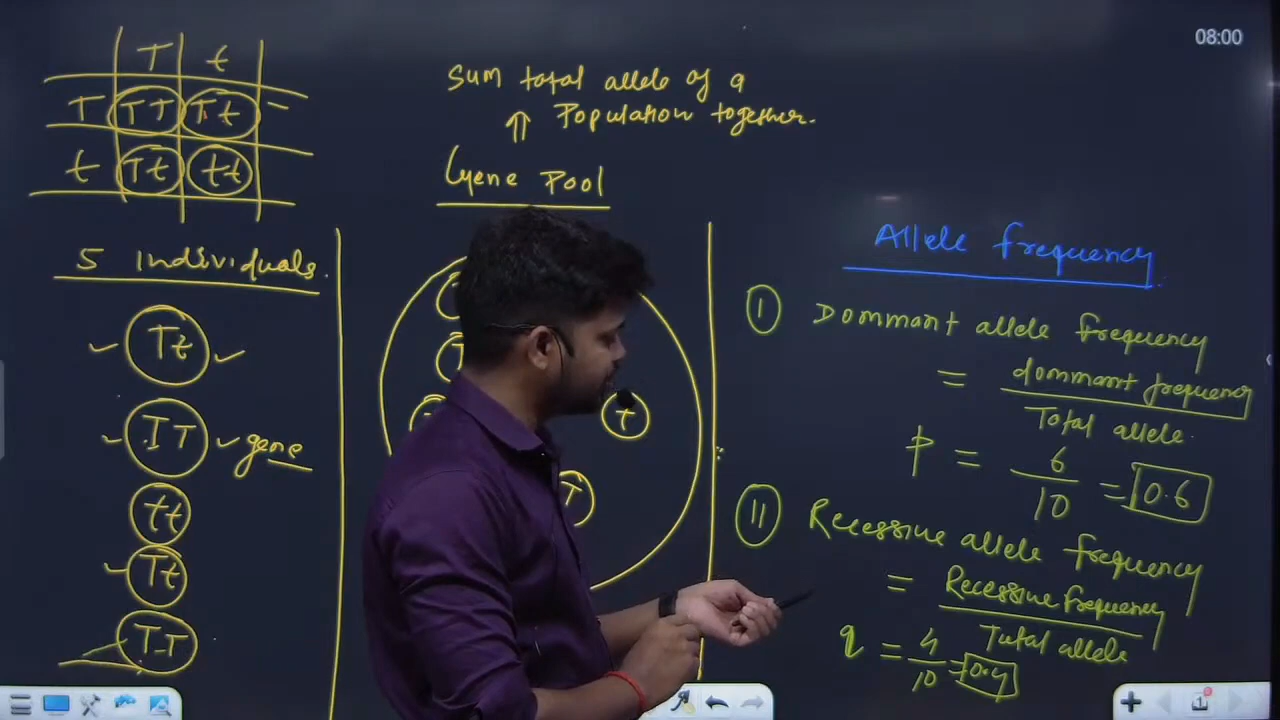 08:00
T t
T TT Tt
t Tt tt
Sum total allele of a
⇑ Population together.
Gene Pool
5 individuals.
Tt
TT gene
tt
Tt
TT
T
T
Allele frequency
I Dominant allele frequency
= dominant frequency
Total allele.
p = 6/10 = 0.6
II Recessive allele frequency
= Recessive frequency
Total allele
q = 4/10 = 0.4
1